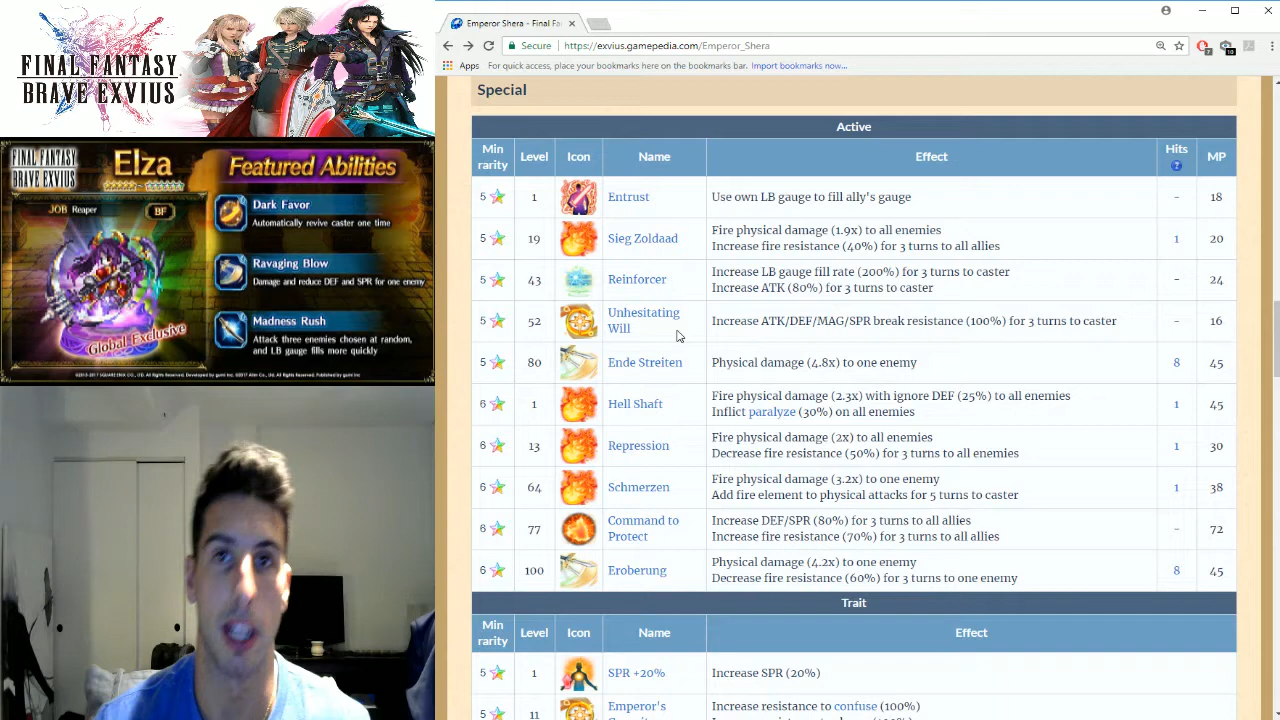 FINAL FANTASY
BRAVE EXVIUS
FINAL FANTASY
BRAVE EXVIUS
Elza
Featured Abilities
JOB Reaper
BF
Global Exclusive
Dark Favor
Automatically revive caster one time
Ravaging Blow
Damage and reduce DEF and SPR for one enemy
Madness Rush
Attack three enemies chosen at random,
and LB gauge fills more quickly
Emperor Shera - Final Fa
Secure
https://exvius.gamepedia.com/Emperor_Shera
Apps
For quick access, place your bookmarks here on the bookmarks bar. Import bookmarks now...
Special
Active
Min rarity Level Icon Name Effect Hits MP
5 1 Entrust Use own LB gauge to fill ally's gauge - 18
5 19 Sieg Zoldaad Fire physical damage (1.9x) to all enemies 1 20
Increase fire resistance (40%) for 3 turns to all allies
5 43 Reinforcer Increase LB gauge fill rate (200%) for 3 turns to caster - 24
Increase ATK (80%) for 3 turns to caster
5 52 Unhesitating Will Increase ATK/DEF/MAG/SPR break resistance (100%) for 3 turns to caster - 16
5 Physical damage 8 45
6 1 Hell Shaft Fire physical damage (2.3x) with ignore DEF (25%) to all enemies 1 45
Inflict paralyze (30%) on all enemies
6 13 Repression Fire physical damage (2x) to all enemies 1 30
Decrease fire resistance (50%) for 3 turns to all enemies
6 64 Schmerzen Fire physical damage (3.2x) to one enemy 1 38
Add fire element to physical attacks for 5 turns to caster
6 77 Command to Protect Increase DEF/SPR (80%) for 3 turns to all allies - 72
Increase fire resistance (70%) for 3 turns to all allies
6 100 Eroberung Physical damage (4.2x) to one enemy 8 45
Decrease fire resistance (60%) for 3 turns to one enemy
Trait
Min rarity Level Icon Name Effect
5 1 SPR +20% Increase SPR (20%)
5 11 Emperor's Increase resistance to confuse (100%)